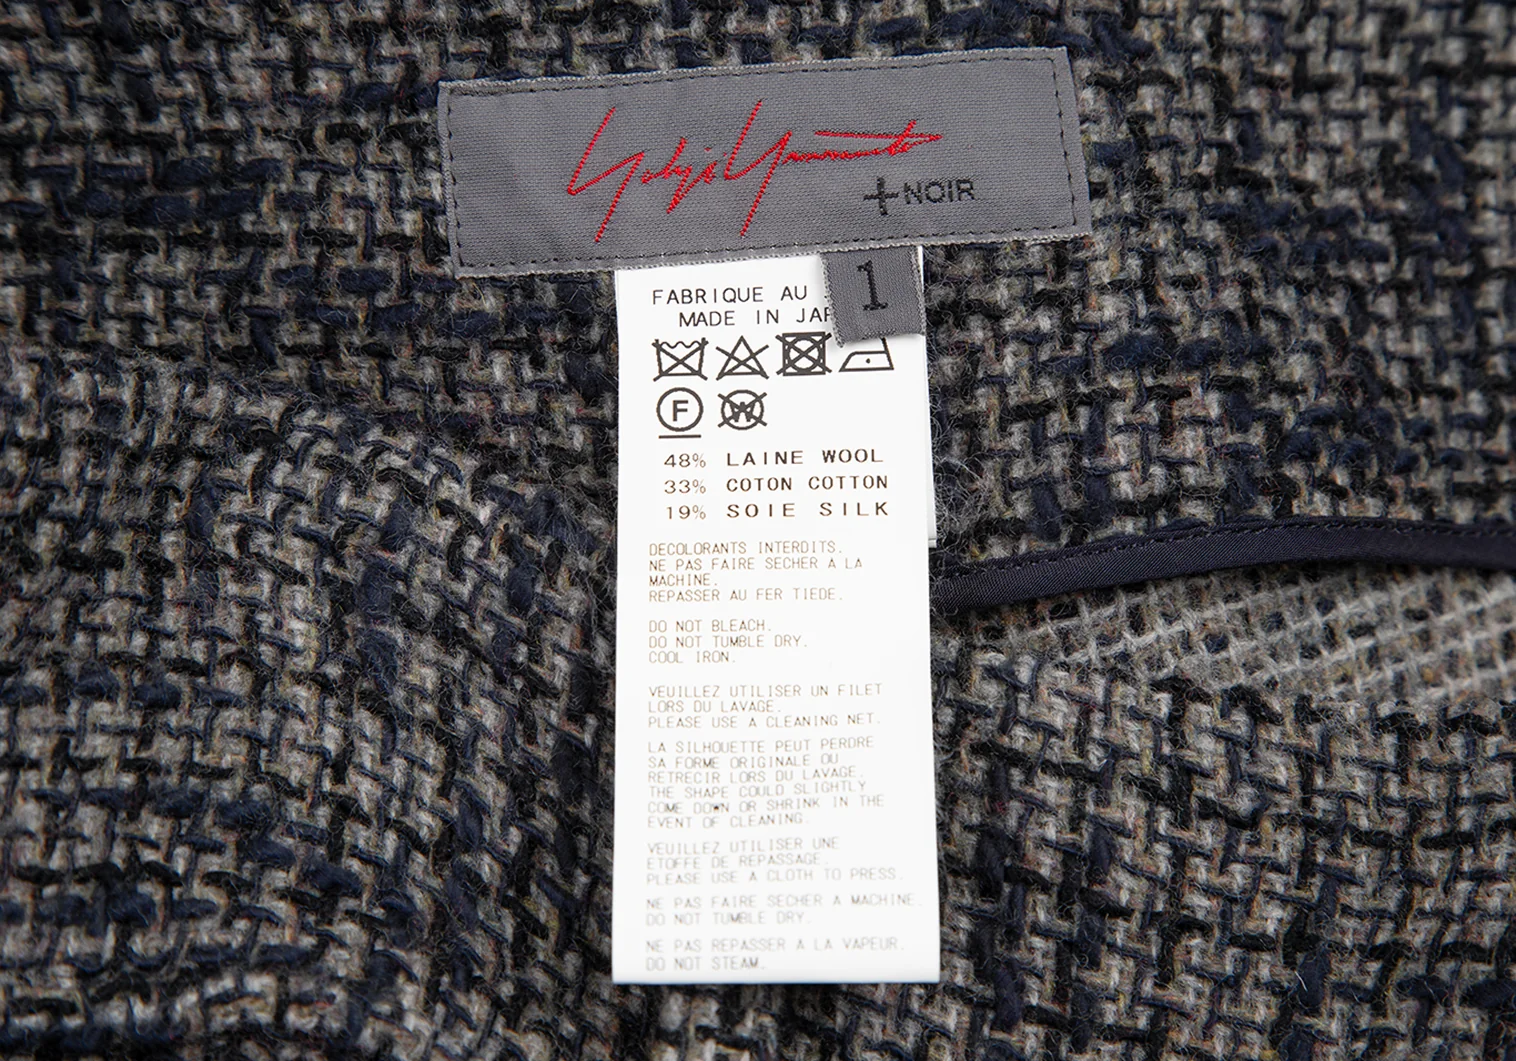 Yohji Yamamoto
+NOIR
1
FABRIQUE AU
MADE IN JAP
F
W
48% LAINE WOOL
33% COTON COTTON
19% SOIE SILK
DECOLORANTS INTERDITS.
NE PAS FAIRE SECHER A LA
MACHINE.
REPASSER AU FER TIEDE.
DO NOT BLEACH.
DO NOT TUMBLE DRY.
COOL IRON.
VEUILLEZ UTILISER UN FILET
LORS DU LAVAGE.
PLEASE USE A CLEANING NET.
LA SILHOUETTE PEUT PERDRE
SA FORME ORIGINALE OU
RETRECIR LORS DU LAVAGE.
THE SHAPE COULD SLIGHTLY
COME DOWN OR SHRINK IN THE
EVENT OF CLEANING.
VEUILLEZ UTILISER UNE
ETOFFE DE REPASSAGE.
PLEASE USE A CLOTH TO PRESS.
NE PAS FAIRE SECHER A MACHINE.
DO NOT TUMBLE DRY.
NE PAS REPASSER A LA VAPEUR.
DO NOT STEAM.